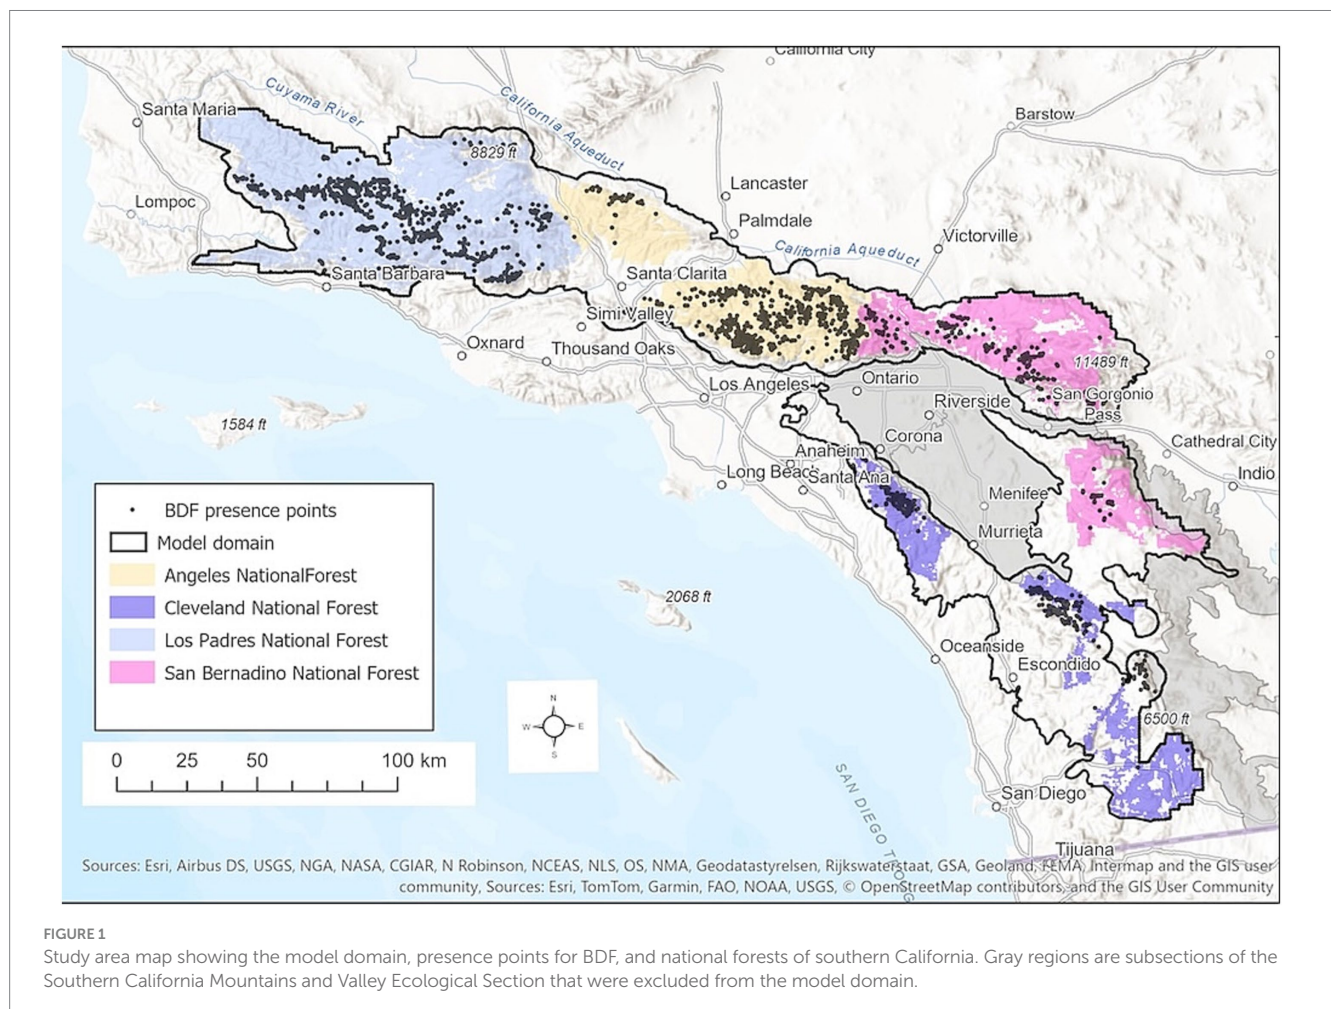 California City
Santa Maria
Cuyama River
California Aqueduct
Barstow
8829 ft
Lancaster
Lompoc
Palmdale
Victorville
California Aqueduct
Santa Barbara
Santa Clarita
Simi Valley
Oxnard
Thousand Oaks
11489 ft
Los Angeles
Ontario
San Gorgonio
Pass
Riverside
1584 ft
Corona
Cathedral City
Anaheim
Long Beach
Santa Ana
Indio
Menifee
Murrieta
BDF presence points
Model domain
Angeles NationalForest
Cleveland National Forest
Los Padres National Forest
San Bernadino National Forest
2068 ft
Oceanside
Escondido
N
W E
S
6500 ft
0 25 50 100 km
SAN DIEGO T
San Diego
Tijuana
Sources: Esri, Airbus DS, USGS, NGA, NASA, CGIAR, N Robinson, NCEAS, NLS, OS, NMA, Geodatastyrelsen, Rijkswaterstaat, GSA, Geoland, FEMA, Intermap and the GIS user
community, Sources: Esri, TomTom, Garmin, FAO, NOAA, USGS, © OpenStreetMap contributors, and the GIS User Community
FIGURE 1
Study area map showing the model domain, presence points for BDF, and national forests of southern California. Gray regions are subsections of the
Southern California Mountains and Valley Ecological Section that were excluded from the model domain.